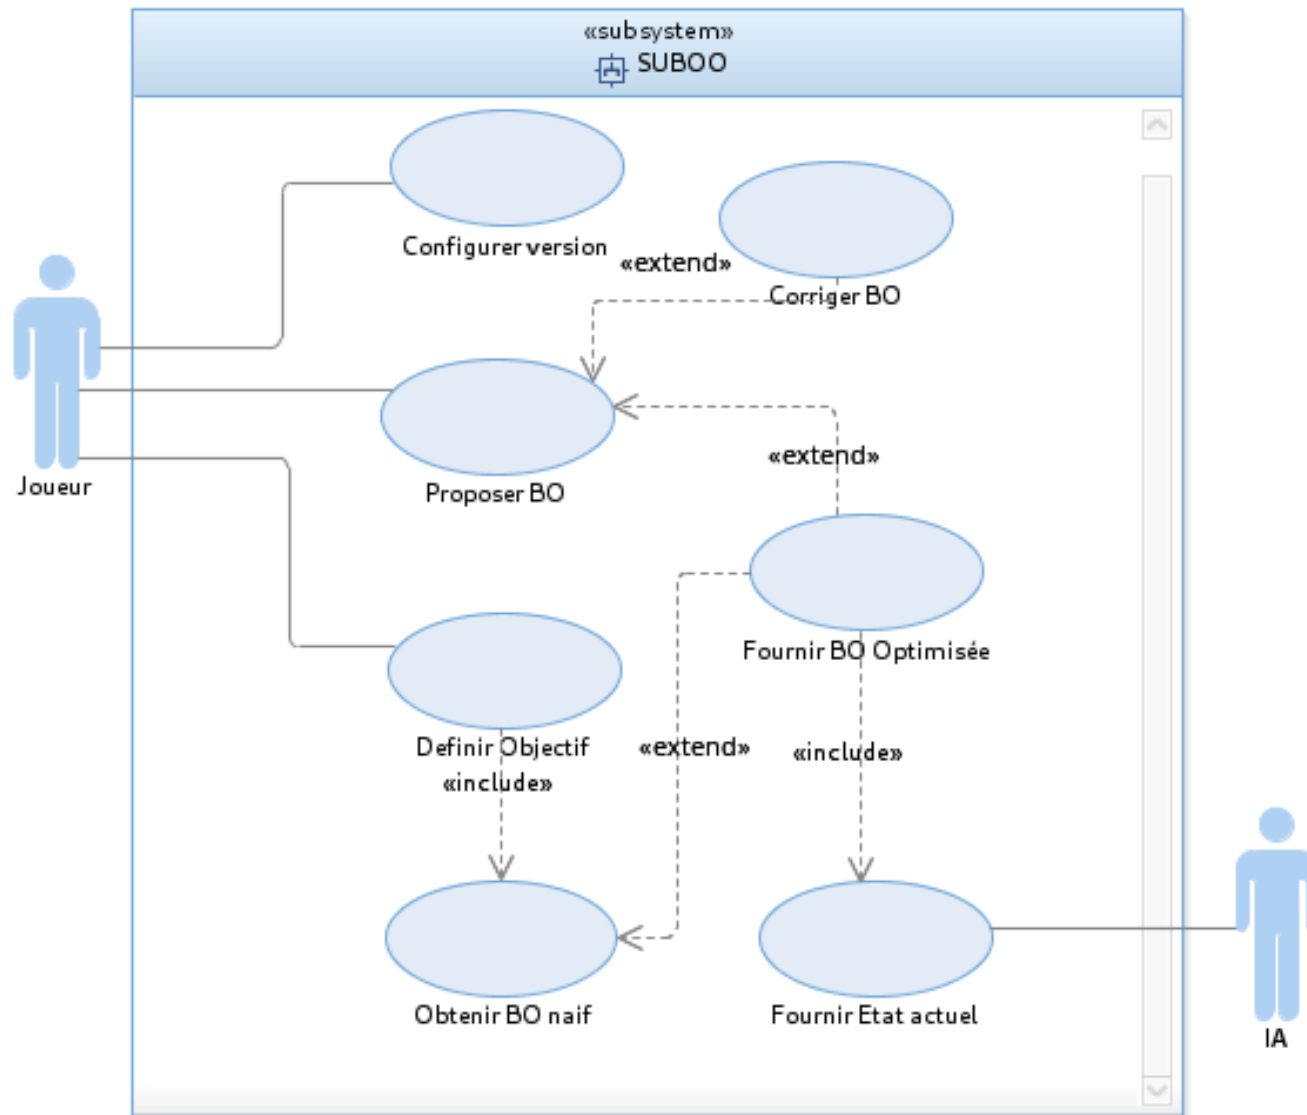 «subsystem»
SUBOO
Configurer version
«extend»
Corriger BO
Joueur
Proposer BO
«extend»
Fournir BO Optimisée
Definir Objectif
«extend»
«include»
«include»
Obtenir BO naif
Fournir Etat actuel
IA